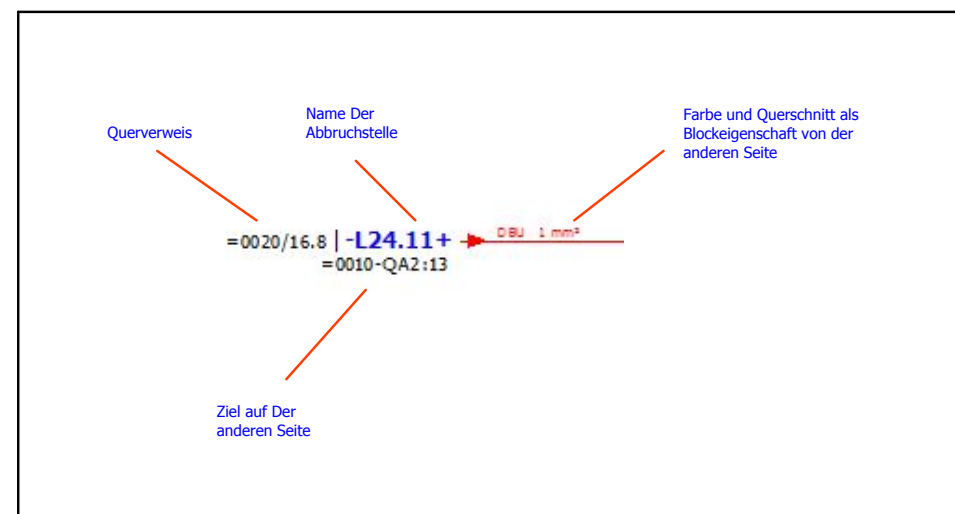 Name Der
Abbruchstelle
Querverweis
Farbe und Querschnitt als
Blockeigenschaft von der
anderen Seite
=0020/16.8 | -L24.11+
DBU 1 mm²
=0010-QA2:13
Ziel auf Der
anderen Seite